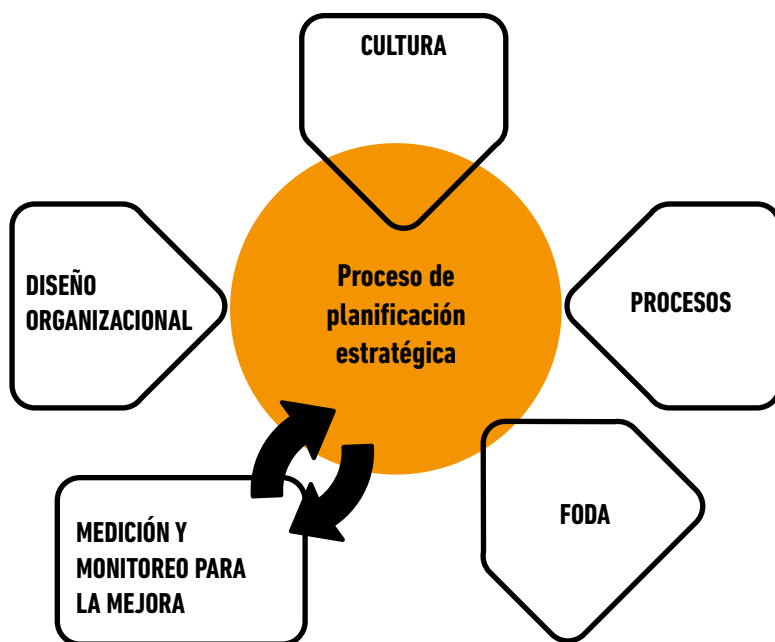 CULTURA
Proceso de
planificación
estratégica
DISEÑO
ORGANIZACIONAL
PROCESOS
FODA
MEDICIÓN Y
MONITOREO PARA
LA MEJORA